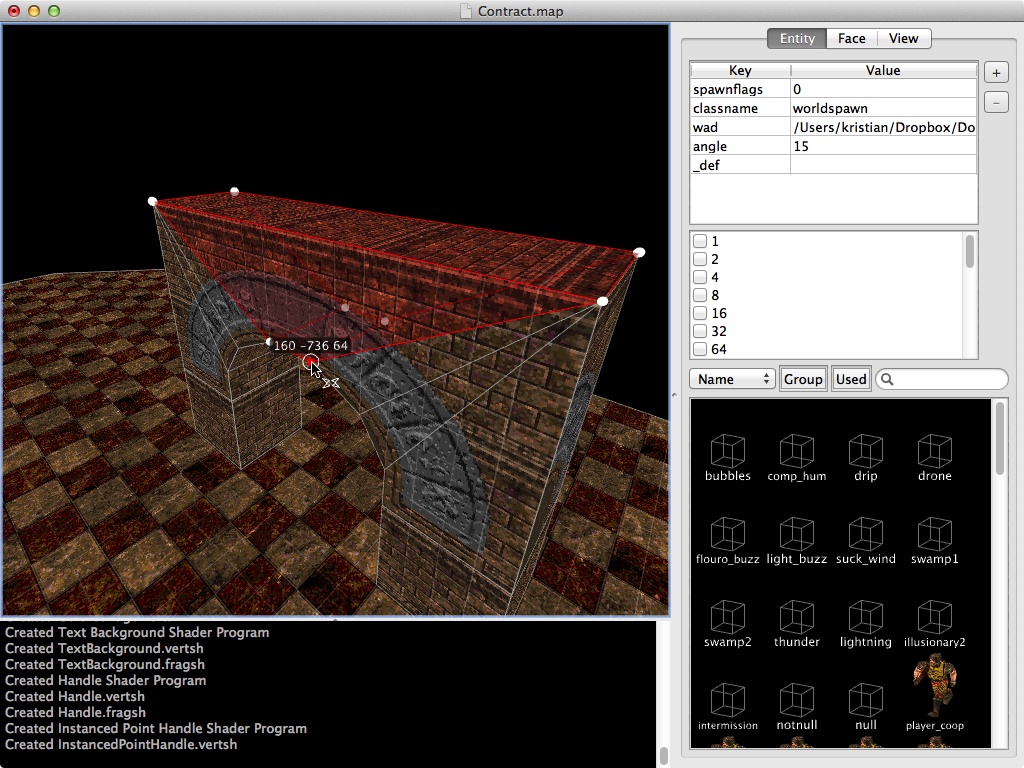 Contract.map
Entity Face View
Key Value
spawnflags 0
classname worldspawn
wad /Users/kristian/Dropbox/Do
angle 15
_def
+
-
1
2
4
8
16
32
64
Name Group Used
160 -736 64
bubbles comp_hum drip drone
flouro_buzz light_buzz suck_wind swamp1
swamp2 thunder lightning illusionary2
intermission notnull null player_coop
Created Text Background Shader Program
Created TextBackground.vertsh
Created TextBackground.fragsh
Created Handle Shader Program
Created Handle.vertsh
Created Handle.fragsh
Created Instanced Point Handle Shader Program
Created InstancedPointHandle.vertsh